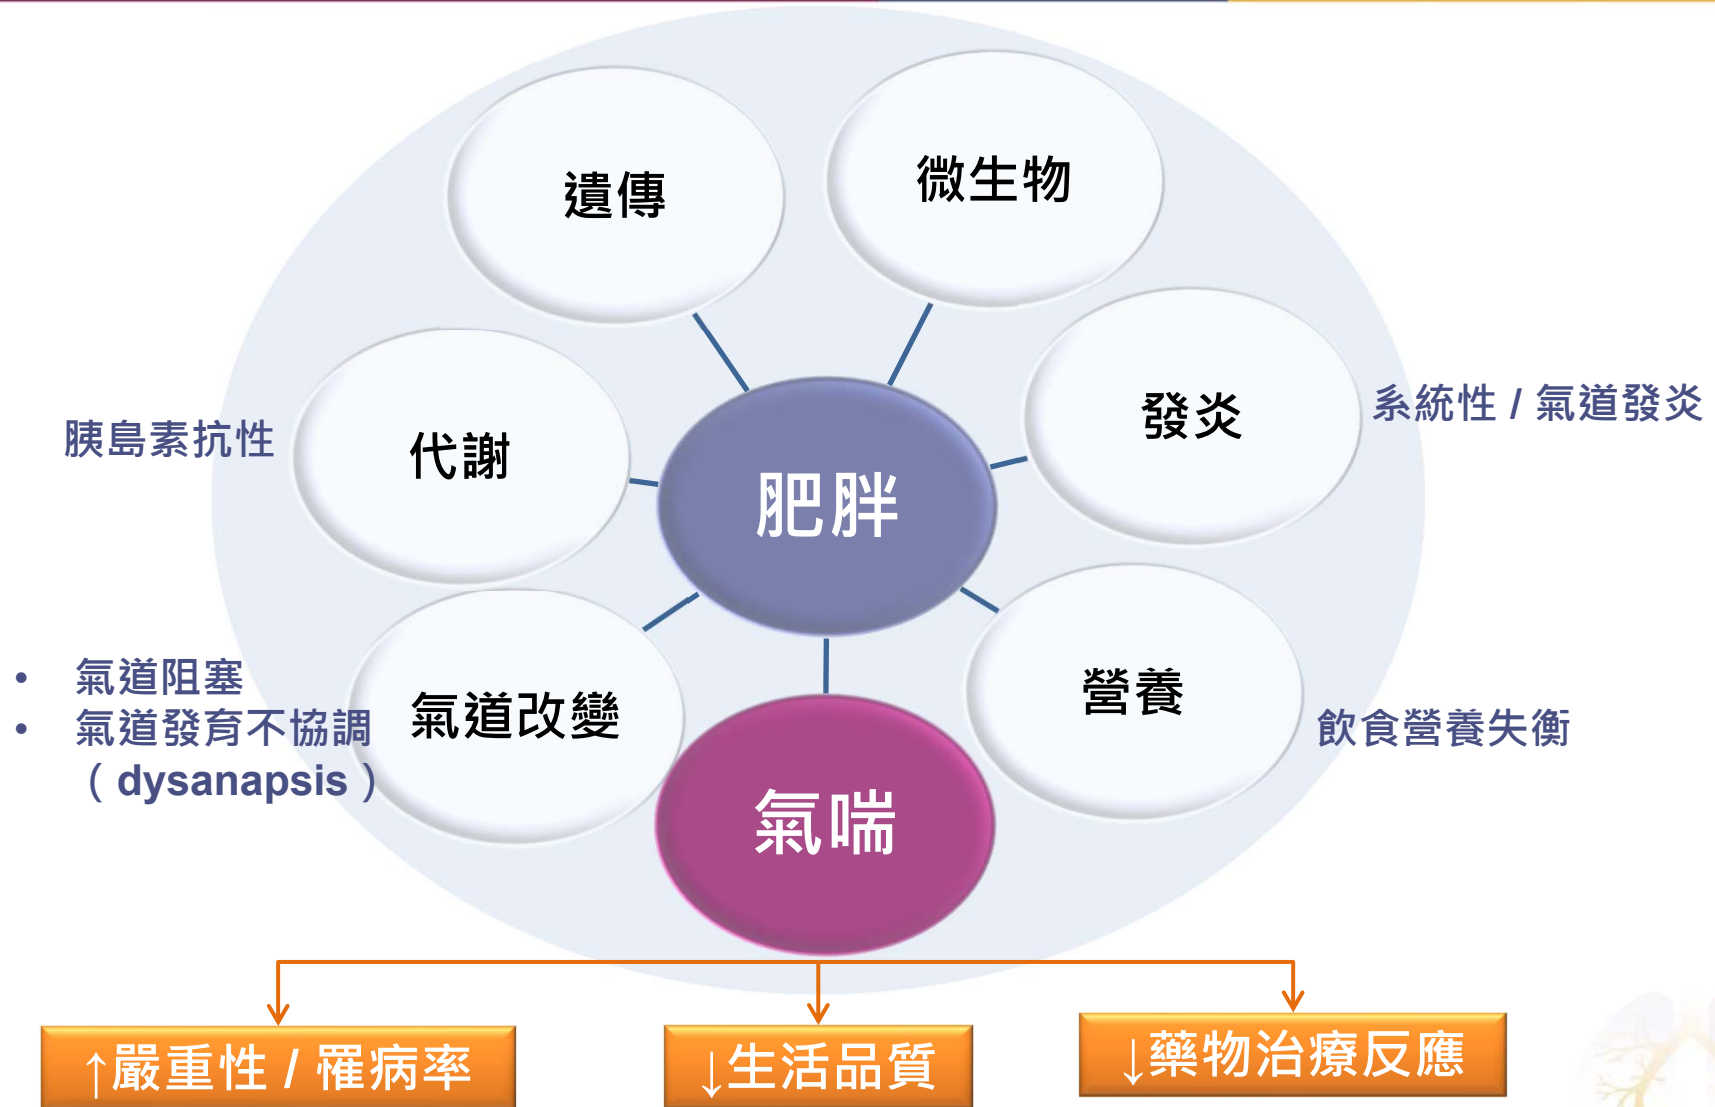 遺傳
微生物
發炎
系統性 / 氣道發炎
胰島素抗性
代謝
肥胖
• 氣道阻塞
• 氣道發育不協調
（dysanapsis）
氣道改變
營養
飲食營養失衡
氣喘
↑嚴重性 / 罹病率
↓生活品質
↓藥物治療反應